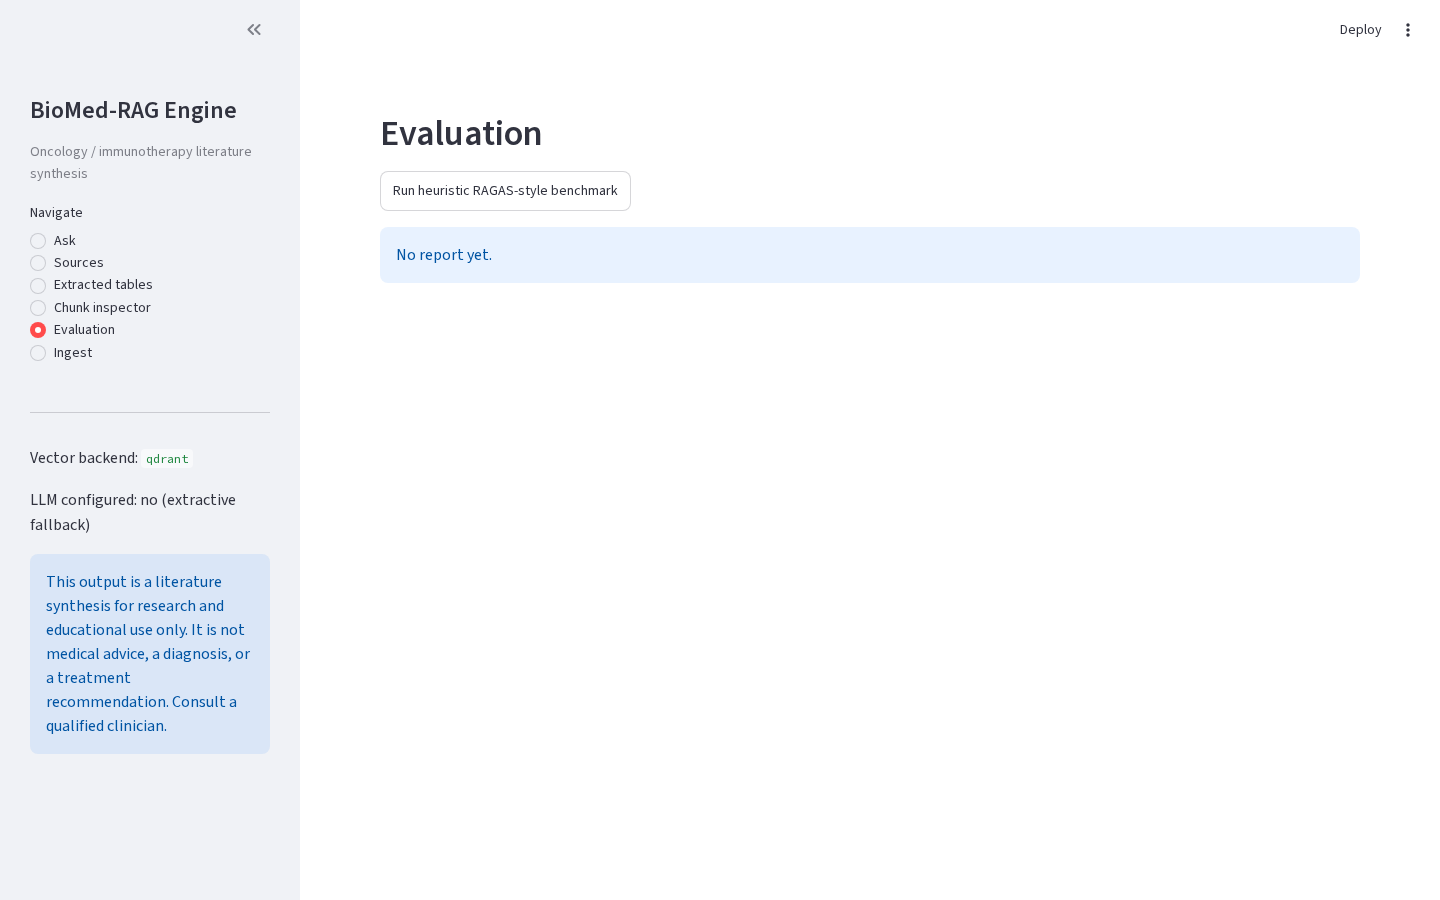 Deploy
BioMed-RAG Engine
Oncology / immunotherapy literature
synthesis
Navigate
Ask
Sources
Extracted tables
Chunk inspector
Evaluation
Ingest
Vector backend: qdrant
LLM configured: no (extractive
fallback)
This output is a literature
synthesis for research and
educational use only. It is not
medical advice, a diagnosis, or
a treatment
recommendation. Consult a
qualified clinician.
Evaluation
Run heuristic RAGAS-style benchmark
No report yet.